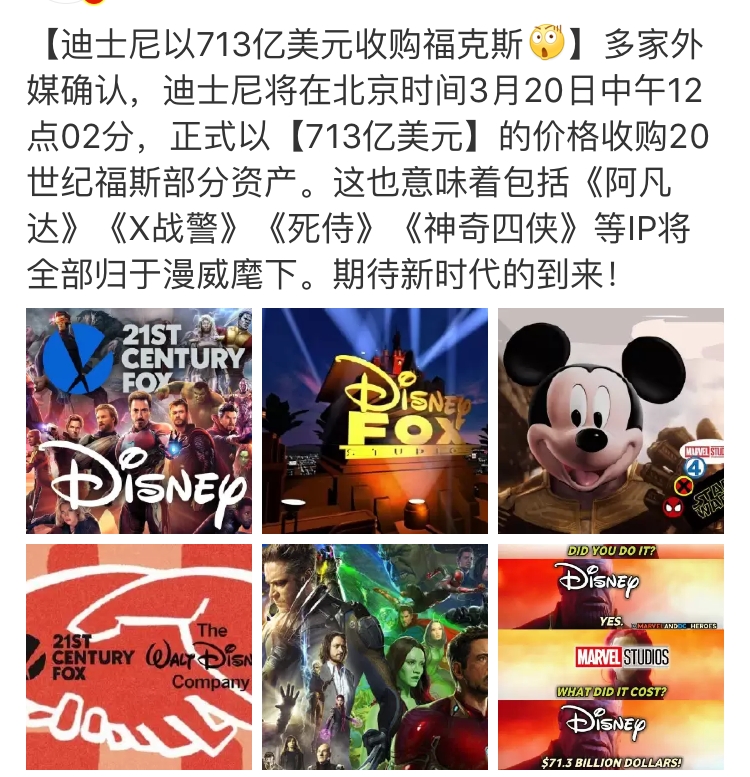 【迪士尼以713亿美元收购福克斯😲】多家外
媒确认，迪士尼将在北京时间3月20日中午12
点02分，正式以【713亿美元】的价格收购20
世纪福斯部分资产。这也意味着包括《阿凡
达》《X战警》《死侍》《神奇四侠》等IP将
全部归于漫威麾下。期待新时代的到来！
21ST
CENTURY
FOX
DISNEY
DISNEY
FOX
STUDIO
MARVEL STUDI
4
X
STAR
WARS
21ST
CENTURY
FOX
The
WALT DISN
Company
DID YOU DO IT?
DISNEY
YES.
MARVELANDDC_HEROES
MARVEL STUDIOS
WHAT DID IT COST?
DISNEY
$71.3 BILLION DOLLARS!